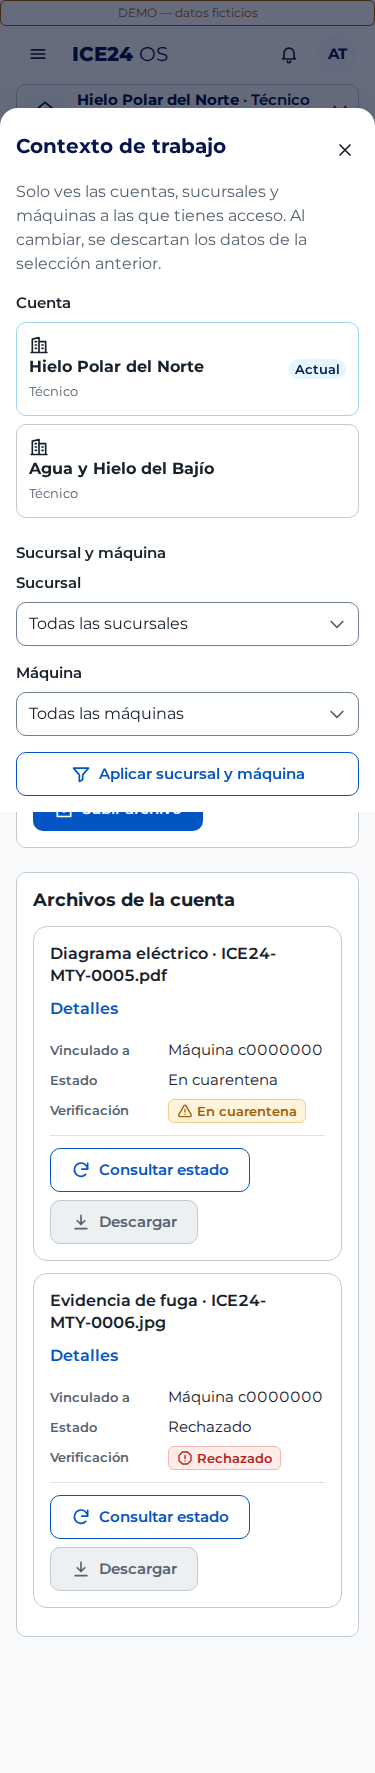 DEMO — datos ficticios
ICE24 OS
AT
Hielo Polar del Norte · Técnico
Contexto de trabajo
Solo ves las cuentas, sucursales y
máquinas a las que tienes acceso. Al
cambiar, se descartan los datos de la
selección anterior.
Cuenta
Hielo Polar del Norte
Actual
Técnico
Agua y Hielo del Bajío
Técnico
Sucursal y máquina
Sucursal
Todas las sucursales
Máquina
Todas las máquinas
Aplicar sucursal y máquina
Subir archivo
Archivos de la cuenta
Diagrama eléctrico · ICE24-
MTY-0005.pdf
Detalles
Vinculado a Máquina c0000000
Estado En cuarentena
Verificación En cuarentena
Consultar estado
Descargar
Evidencia de fuga · ICE24-
MTY-0006.jpg
Detalles
Vinculado a Máquina c0000000
Estado Rechazado
Verificación Rechazado
Consultar estado
Descargar